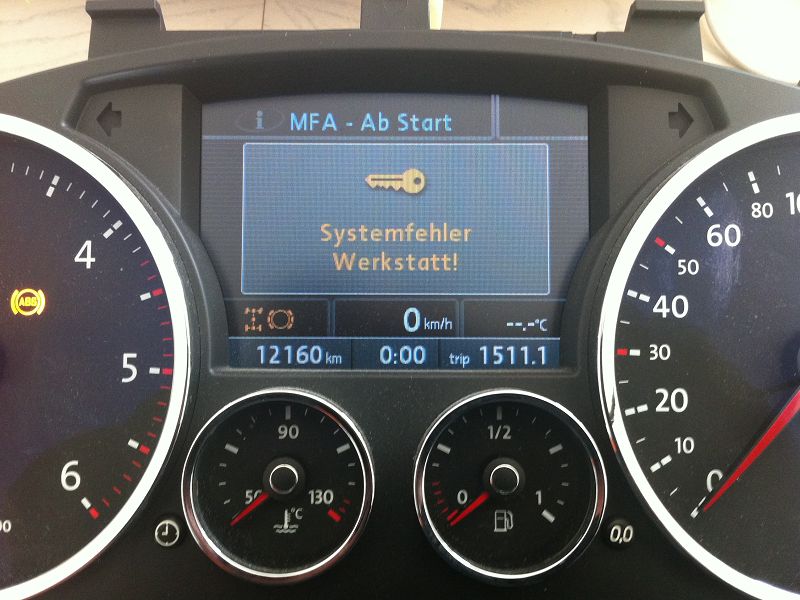 i MFA - Ab Start
Systemfehler
Werkstatt!
0 km/h
--.-°C
12160 km 0:00 trip 1511.1
4
5
6
ABS
90
50 130
°C
1/2
0 1
0,0
0
10
20
30
40
50
60
80